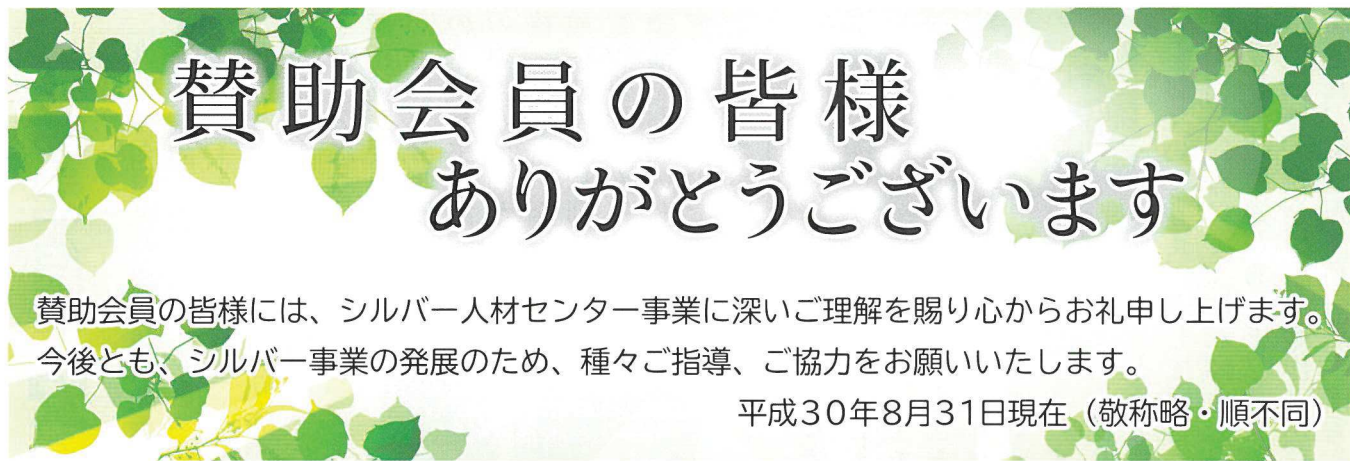 賛助会員の皆様
ありがとうございます
賛助会員の皆様には、シルバー人材センター事業に深いご理解を賜り心からお礼申し上げます。
今後とも、シルバー事業の発展のため、種々ご指導、ご協力をお願いいたします。
平成30年8月31日現在（敬称略・順不同）